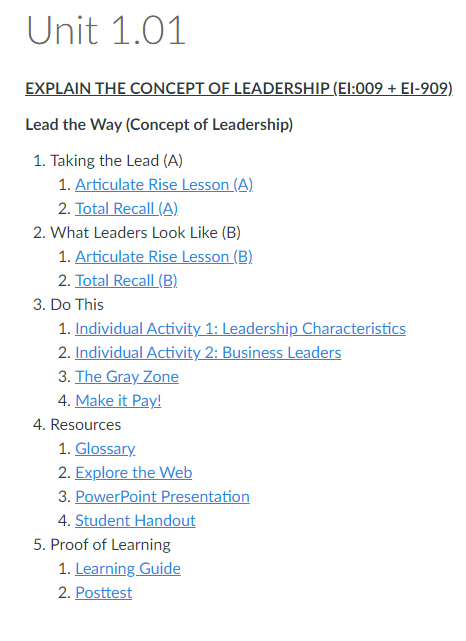 Unit 1.01
EXPLAIN THE CONCEPT OF LEADERSHIP (EI:009 + EI-909)
Lead the Way (Concept of Leadership)
1. Taking the Lead (A)
1. Articulate Rise Lesson (A)
2. Total Recall (A)
2. What Leaders Look Like (B)
1. Articulate Rise Lesson (B)
2. Total Recall (B)
3. Do This
1. Individual Activity 1: Leadership Characteristics
2. Individual Activity 2: Business Leaders
3. The Gray Zone
4. Make it Pay!
4. Resources
1. Glossary
2. Explore the Web
3. PowerPoint Presentation
4. Student Handout
5. Proof of Learning
1. Learning Guide
2. Posttest